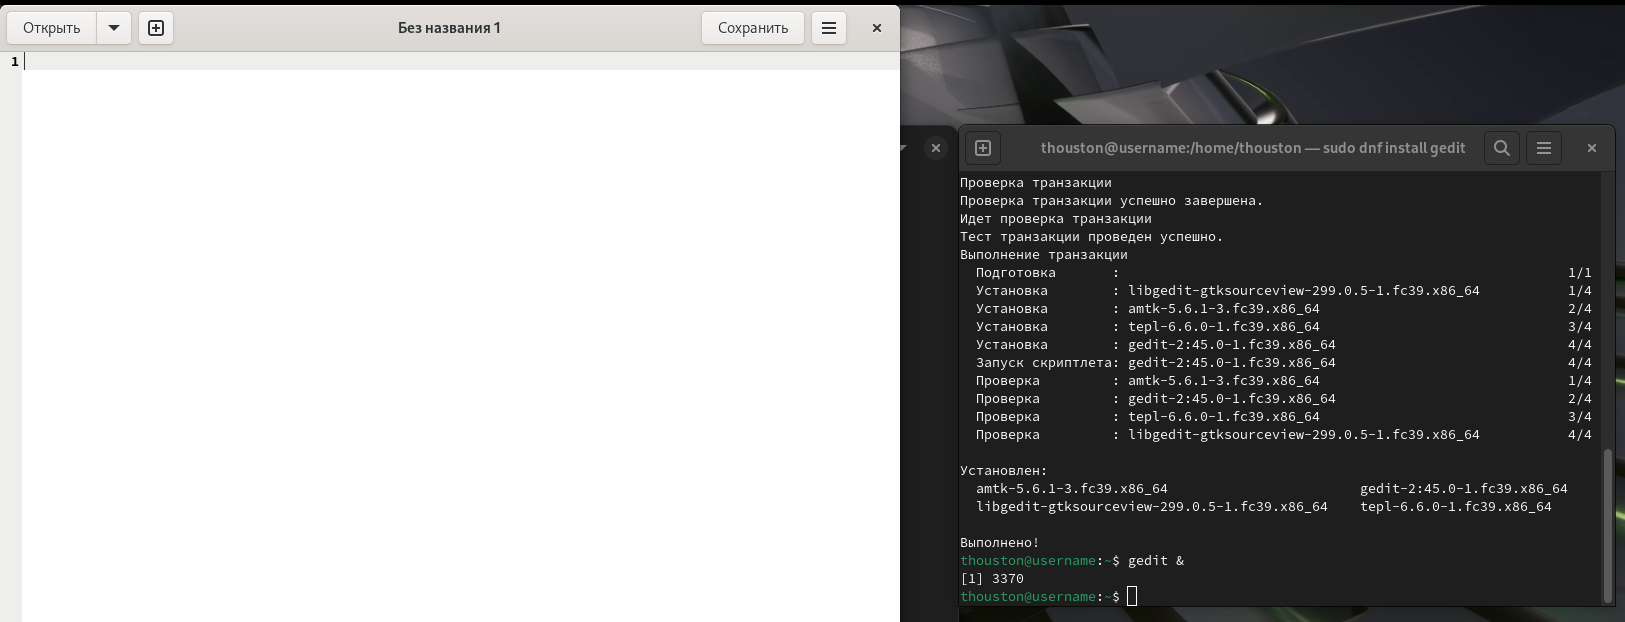 Открыть
Без названия 1
Сохранить
1
thouston@username:/home/thouston — sudo dnf install gedit
Проверка транзакции
Проверка транзакции успешно завершена.
Идет проверка транзакции
Тест транзакции проведен успешно.
Выполнение транзакции
  Подготовка       :                                                        1/1
  Установка        : libgedit-gtksourceview-299.0.5-1.fc39.x86_64           1/4
  Установка        : amtk-5.6.1-3.fc39.x86_64                               2/4
  Установка        : tepl-6.6.0-1.fc39.x86_64                               3/4
  Установка        : gedit-2:45.0-1.fc39.x86_64                             4/4
  Запуск скриптлета: gedit-2:45.0-1.fc39.x86_64                             4/4
  Проверка         : amtk-5.6.1-3.fc39.x86_64                               1/4
  Проверка         : gedit-2:45.0-1.fc39.x86_64                             2/4
  Проверка         : tepl-6.6.0-1.fc39.x86_64                               3/4
  Проверка         : libgedit-gtksourceview-299.0.5-1.fc39.x86_64           4/4
Установлен:
  amtk-5.6.1-3.fc39.x86_64                        gedit-2:45.0-1.fc39.x86_64
  libgedit-gtksourceview-299.0.5-1.fc39.x86_64    tepl-6.6.0-1.fc39.x86_64
Выполнено!
thouston@username:~$ gedit &
[1] 3370
thouston@username:~$